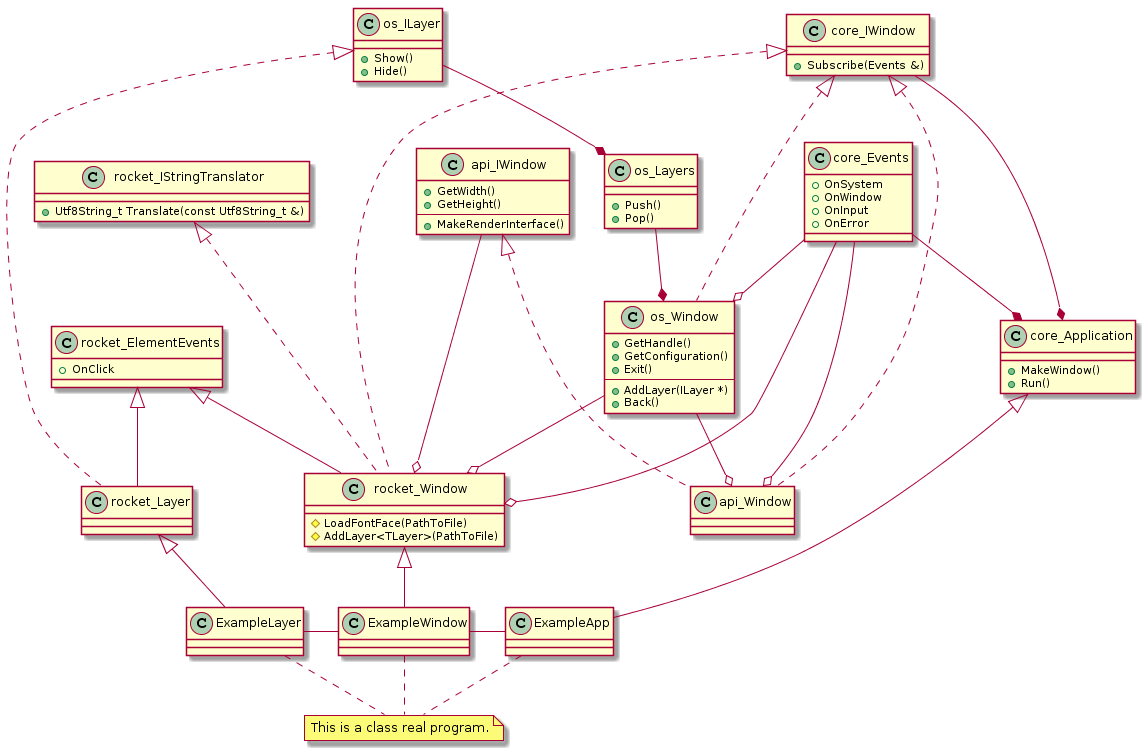 C os_ILayer
Show()
Hide()
C core_IWindow
Subscribe(Events &)
C rocket_IStringTranslator
Utf8String_t Translate(const Utf8String_t &)
C api_IWindow
GetWidth()
GetHeight()
MakeRenderInterface()
C os_Layers
Push()
Pop()
C core_Events
OnSystem
OnWindow
OnInput
OnError
C rocket_ElementEvents
OnClick
C os_Window
GetHandle()
GetConfiguration()
Exit()
AddLayer(ILayer *)
Back()
C core_Application
MakeWindow()
Run()
C rocket_Layer
C rocket_Window
LoadFontFace(PathToFile)
AddLayer<TLayer>(PathToFile)
C api_Window
C ExampleLayer
C ExampleWindow
C ExampleApp
This is a class real program.